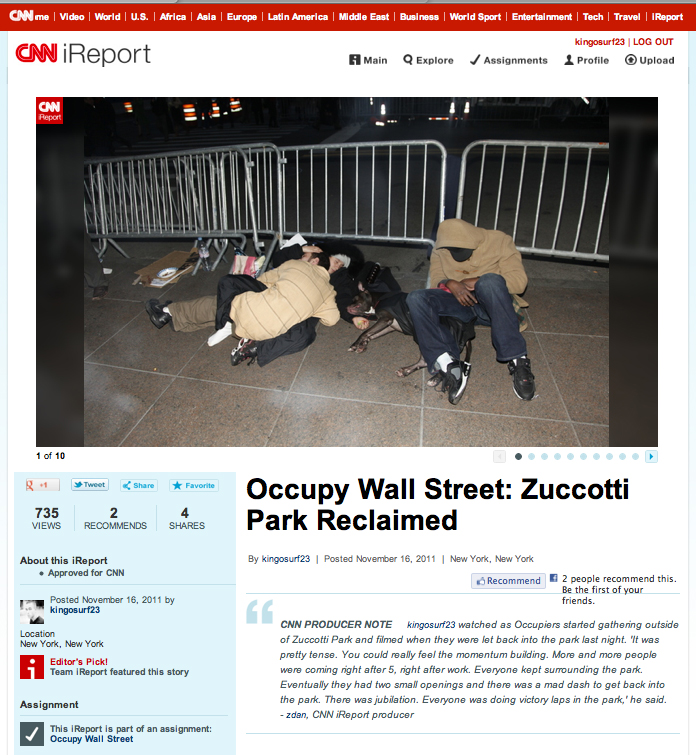 CNN me | Video | World | U.S. | Africa | Asia | Europe | Latin America | Middle East | Business | World Sport | Entertainment | Tech | Travel | iReport
kingosurf23 | LOG OUT
CNN iReport
Main Explore Assignments Profile Upload
CNN
iReport
1 of 10
+1 Tweet Share Favorite
735 2 4
VIEWS RECOMMENDS SHARES
About this iReport
• Approved for CNN
Posted November 16, 2011 by
kingosurf23
Location
New York, New York
Editor's Pick!
Team iReport featured this story
Assignment
This iReport is part of an assignment:
Occupy Wall Street
Occupy Wall Street: Zuccotti
Park Reclaimed
By kingosurf23 | Posted November 16, 2011 | New York, New York
Recommend
2 people recommend this.
Be the first of your
friends.
CNN PRODUCER NOTE kingosurf23 watched as Occupiers started gathering outside
of Zuccotti Park and filmed when they were let back into the park last night. 'It was
pretty tense. You could really feel the momentum building. More and more people
were coming right after 5, right after work. Everyone kept surrounding the park.
Eventually they had two small openings and there was a mad dash to get back into
the park. There was jubilation. Everyone was doing victory laps in the park,' he said.
- zdan, CNN iReport producer